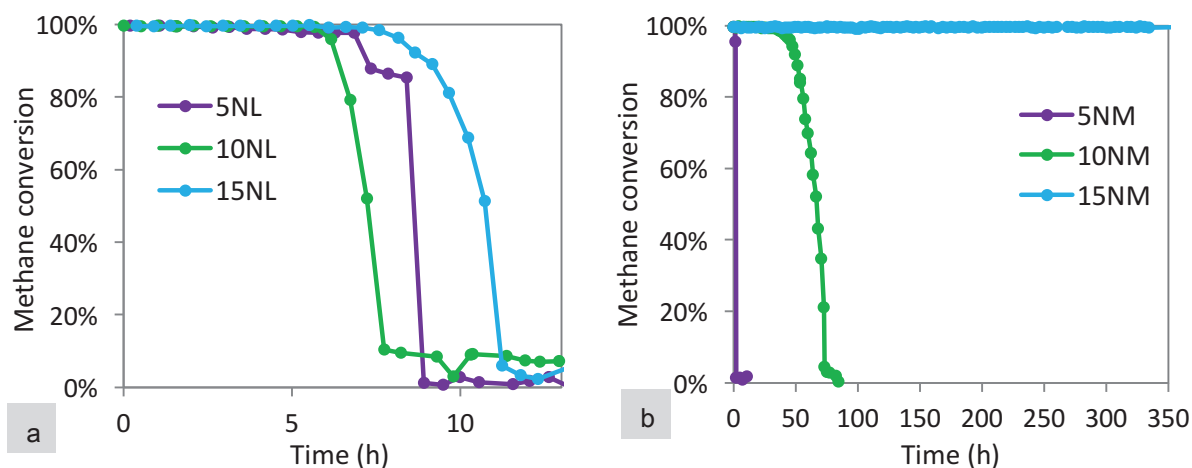 100%
80%
60%
40%
20%
0%
Methane conversion
5NL
10NL
15NL
0
5
10
Time (h)
a
100%
80%
60%
40%
20%
0%
Methane conversion
5NM
10NM
15NM
0
50
100
150
200
250
300
350
Time (h)
b